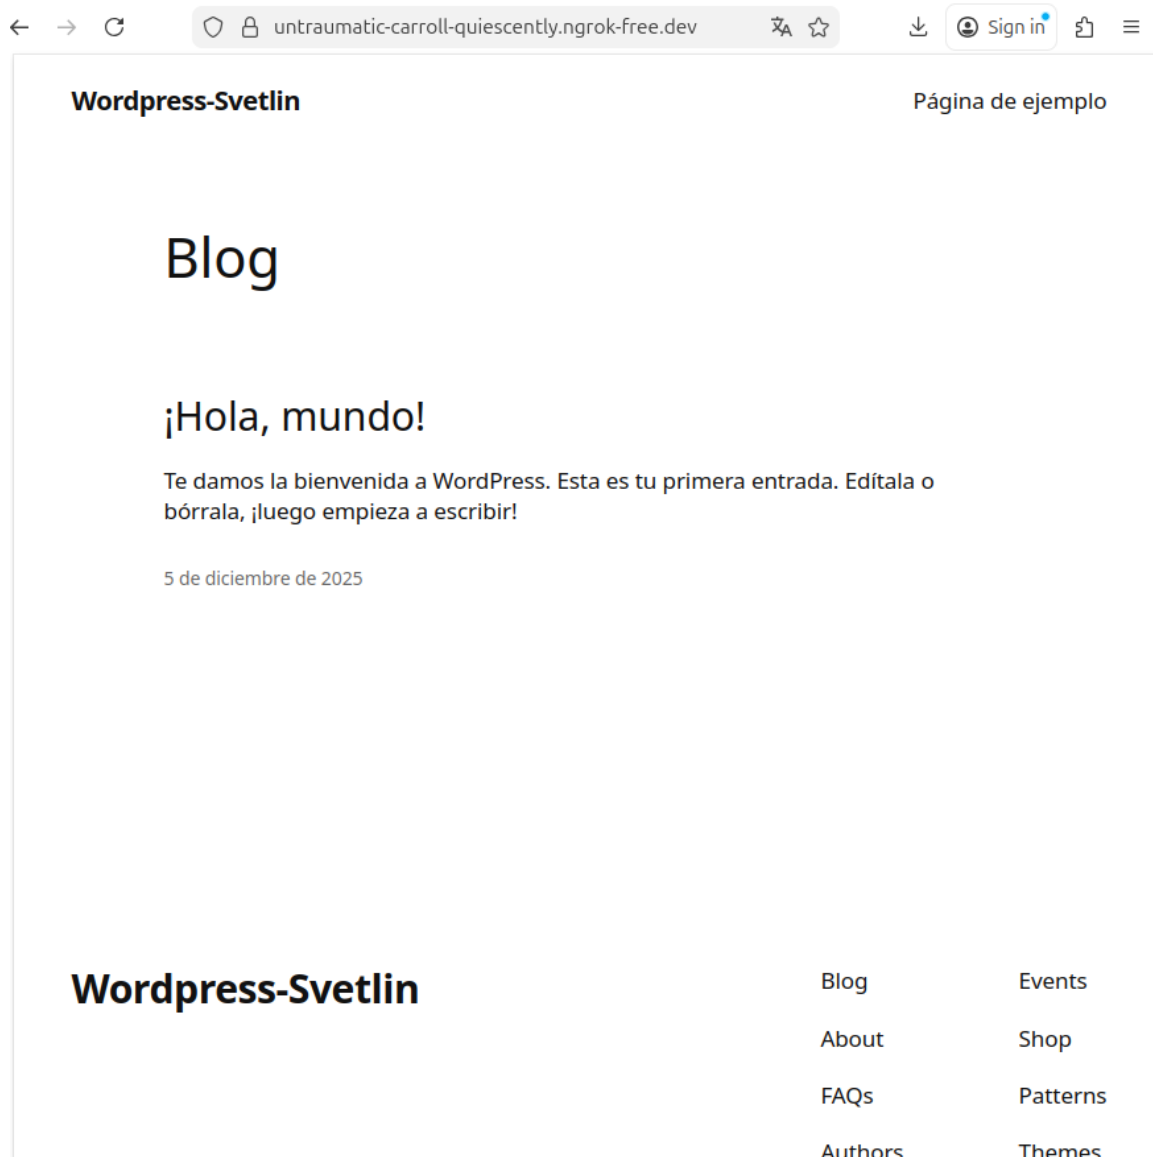 untraumatic-carroll-quiescently.ngrok-free.dev
Sign in
Wordpress-Svetlin
Página de ejemplo
Blog
¡Hola, mundo!
Te damos la bienvenida a WordPress. Esta es tu primera entrada. Edítala o
bórrala, ¡luego empieza a escribir!
5 de diciembre de 2025
Wordpress-Svetlin
Blog
Events
About
Shop
FAQs
Patterns
Authors
Themes